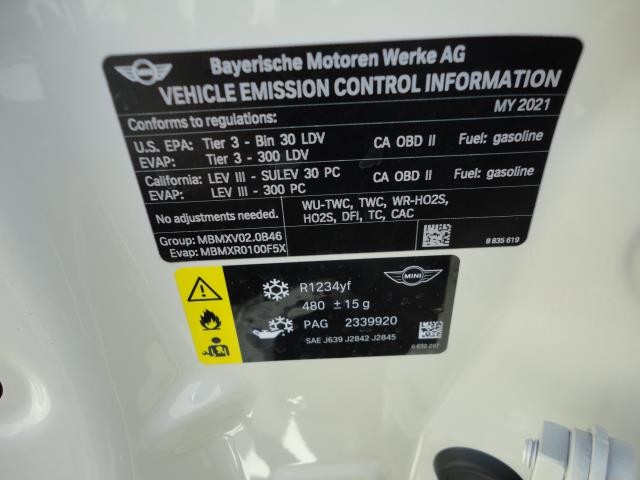 MINI
Bayerische Motoren Werke AG
VEHICLE EMISSION CONTROL INFORMATION
MY 2021
Conforms to regulations:
U.S. EPA: Tier 3 - Bin 30 LDV CA OBD II Fuel: gasoline
EVAP: Tier 3 - 300 LDV
California: LEV III - SULEV 30 PC CA OBD II Fuel: gasoline
EVAP: LEV III - 300 PC
No adjustments needed.
WU-TWC, TWC, WR-HO2S,
HO2S, DFI, TC, CAC
Group: MBMXV02.0B46
Evap: MBMXR0100F5X
8 835 619
MINI
R1234yf
480 ± 15 g
PAG 2339920
SAE J639 J2842 J2845